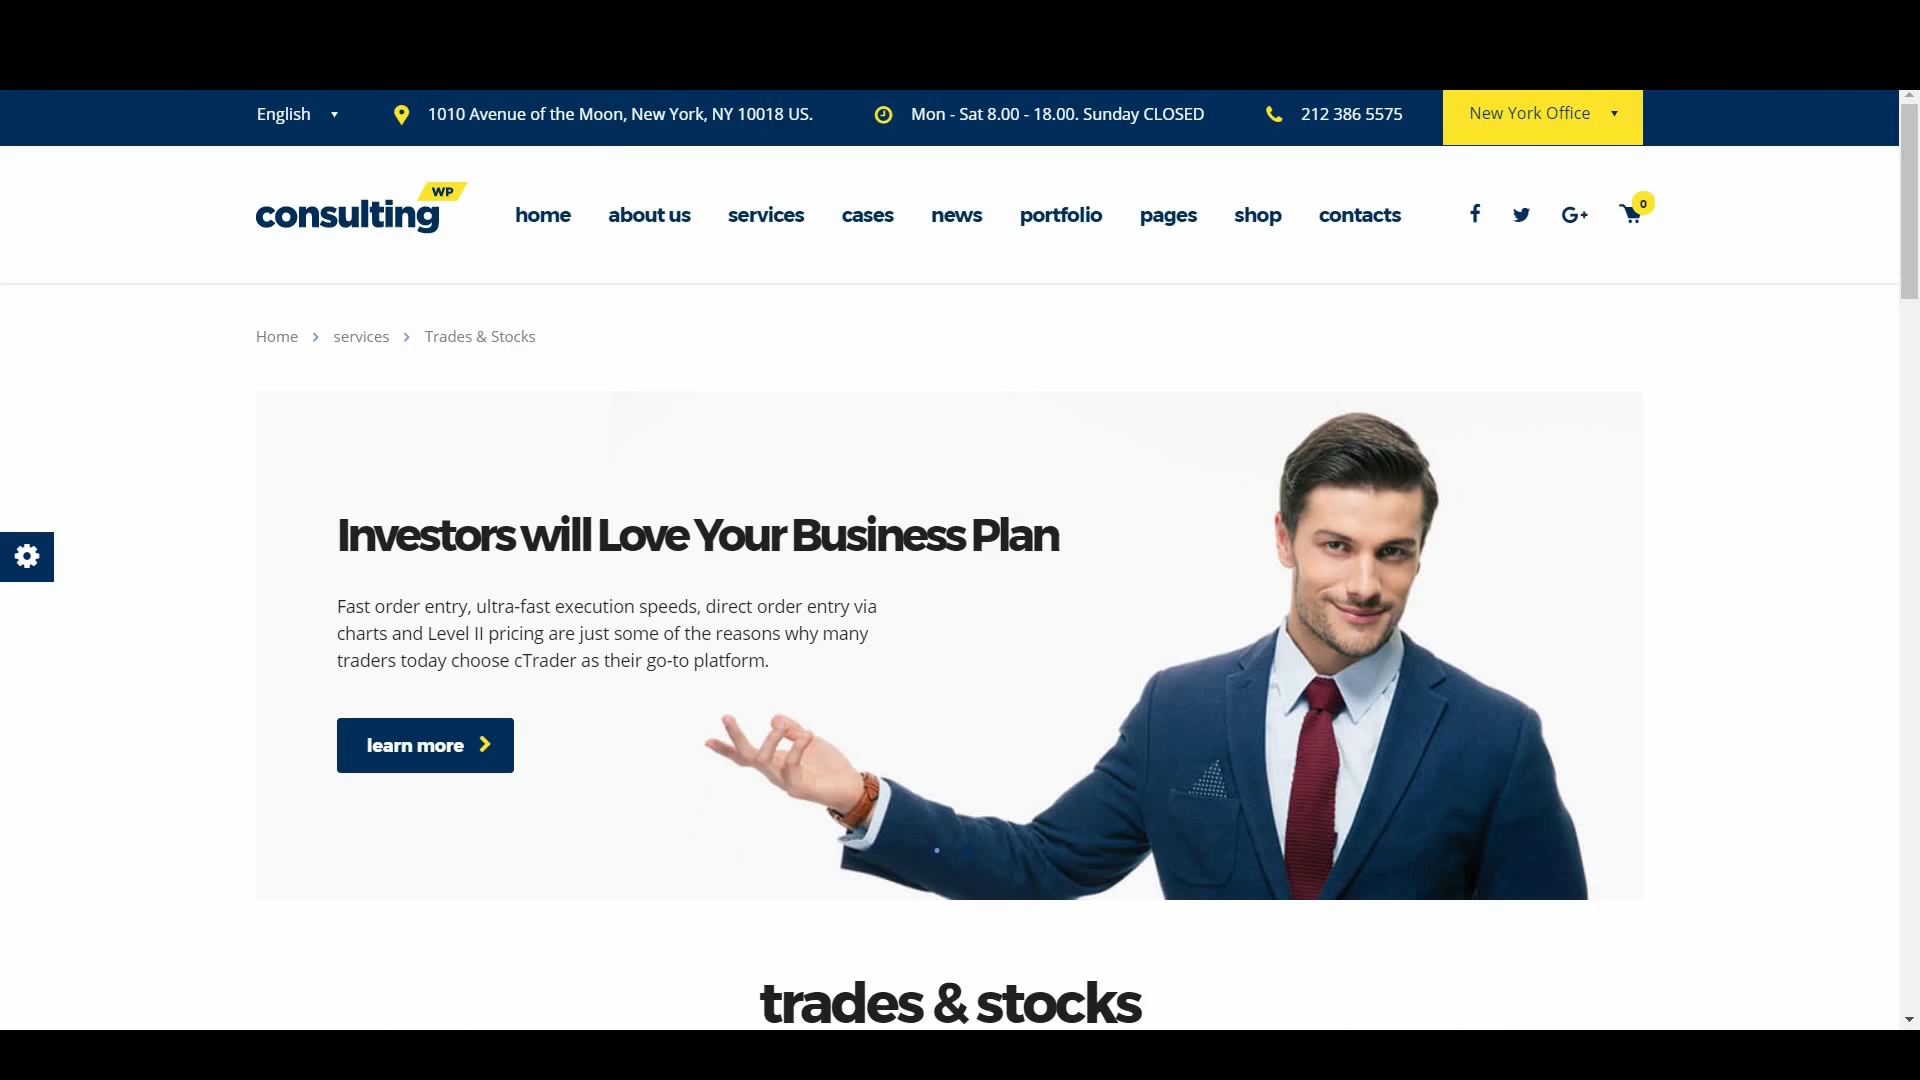 English
1010 Avenue of the Moon, New York, NY 10018 US.
Mon - Sat 8.00 - 18.00. Sunday CLOSED
212 386 5575
New York Office
consulting WP
home about us services cases news portfolio pages shop contacts
0
Home services Trades & Stocks
Investors will Love Your Business Plan
Fast order entry, ultra-fast execution speeds, direct order entry via
charts and Level II pricing are just some of the reasons why many
traders today choose cTrader as their go-to platform.
learn more
trades & stocks